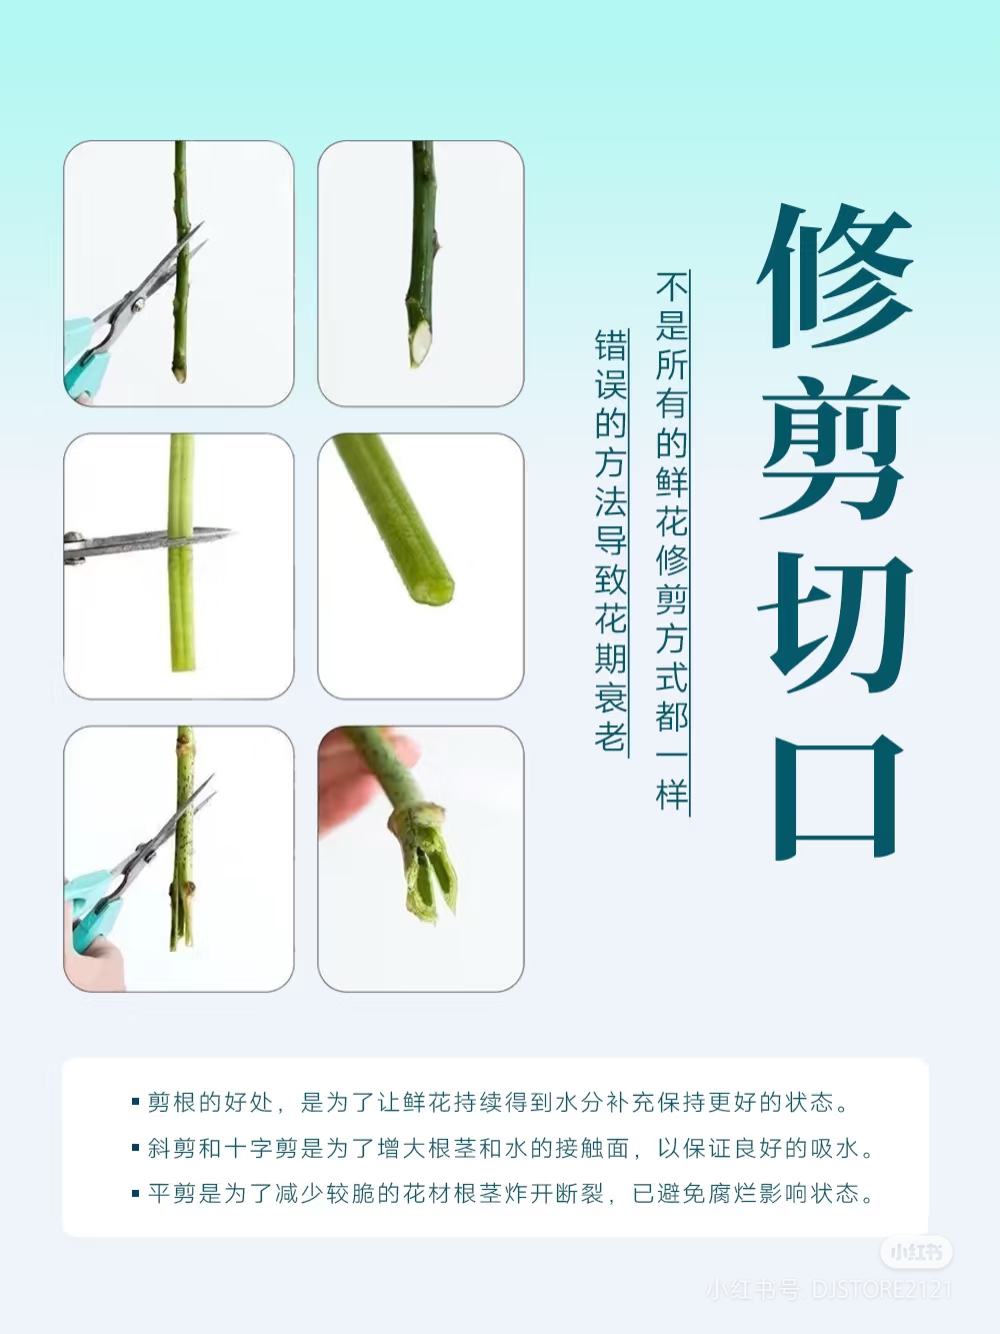 修剪切口
不是所有的鲜花修剪方式都一样
错误的方法导致花期衰老
▪剪根的好处，是为了让鲜花持续得到水分补充保持更好的状态。
▪斜剪和十字剪是为了增大根茎和水的接触面，以保证良好的吸水。
▪平剪是为了减少较脆的花材根茎炸开断裂，已避免腐烂影响状态。
小红书
小红书号: DJSTORE2121